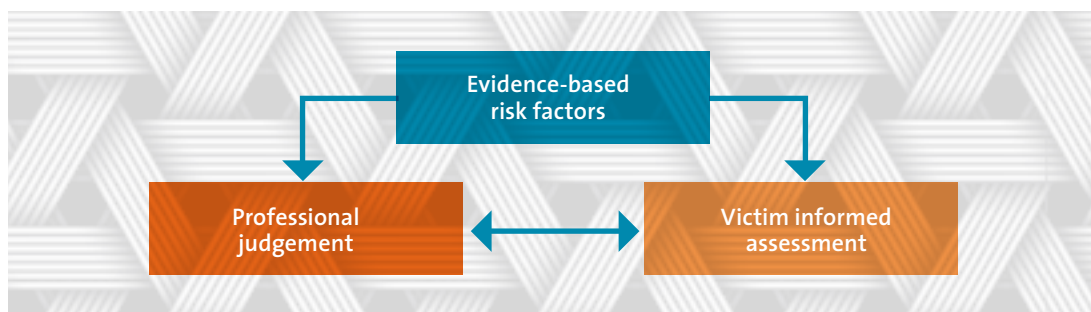 Evidence-based
risk factors
Professional
judgement
Victim informed
assessment